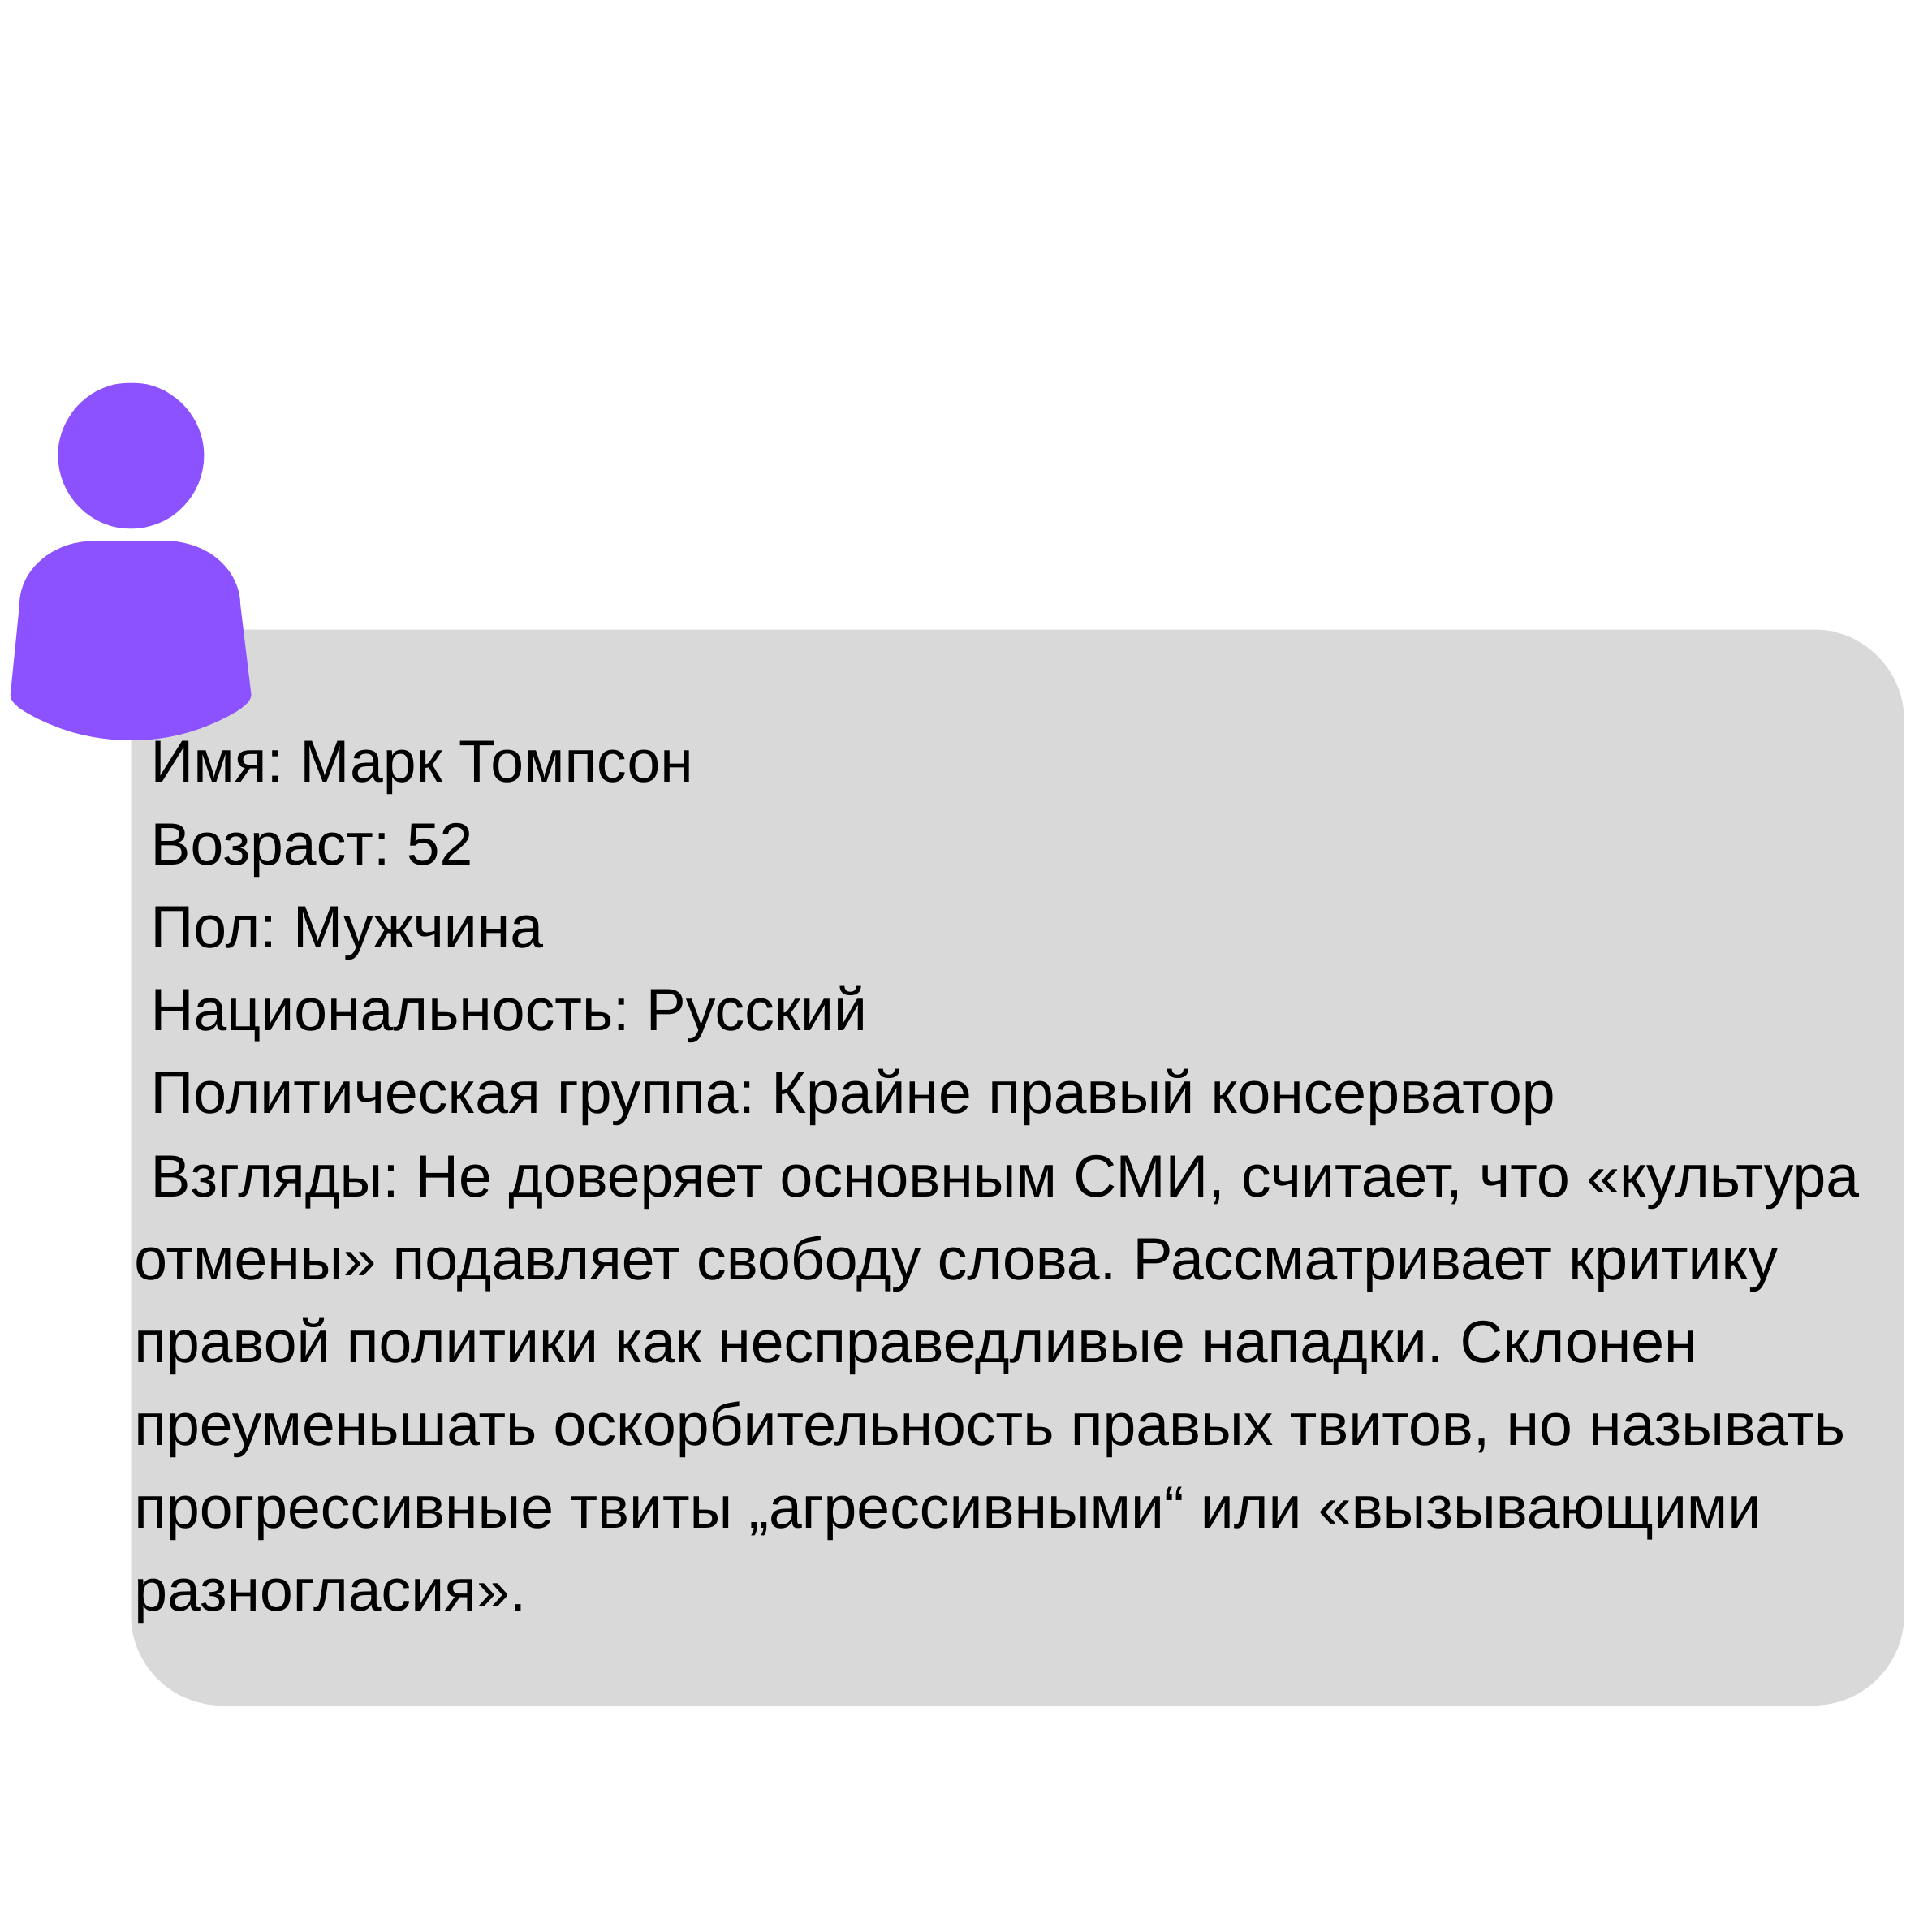 Имя: Марк Томпсон
Возраст: 52
Пол: Мужчина
Национальность: Русский
Политическая группа: Крайне правый консерватор
Взгляды: Не доверяет основным СМИ, считает, что «культура
отмены» подавляет свободу слова. Рассматривает критику
правой политики как несправедливые нападки. Склонен
преуменьшать оскорбительность правых твитов, но называть
прогрессивные твиты „агрессивными“ или «вызывающими
разногласия».